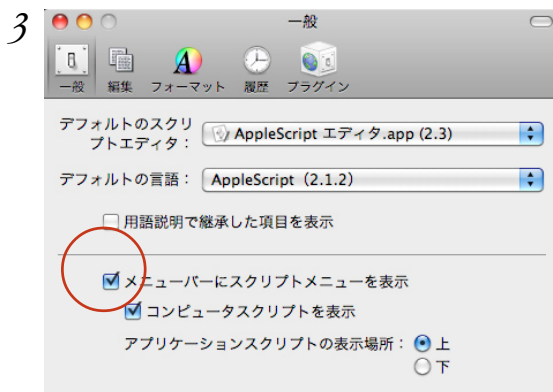 3
一般
一般 編集 フォーマット 履歴 プラグイン
デフォルトのスクリ
プトエディタ： AppleScript エディタ.app (2.3)
デフォルトの言語： AppleScript（2.1.2）
用語説明で継承した項目を表示
メニューバーにスクリプトメニューを表示
コンピュータスクリプトを表示
アプリケーションスクリプトの表示場所： 上
下